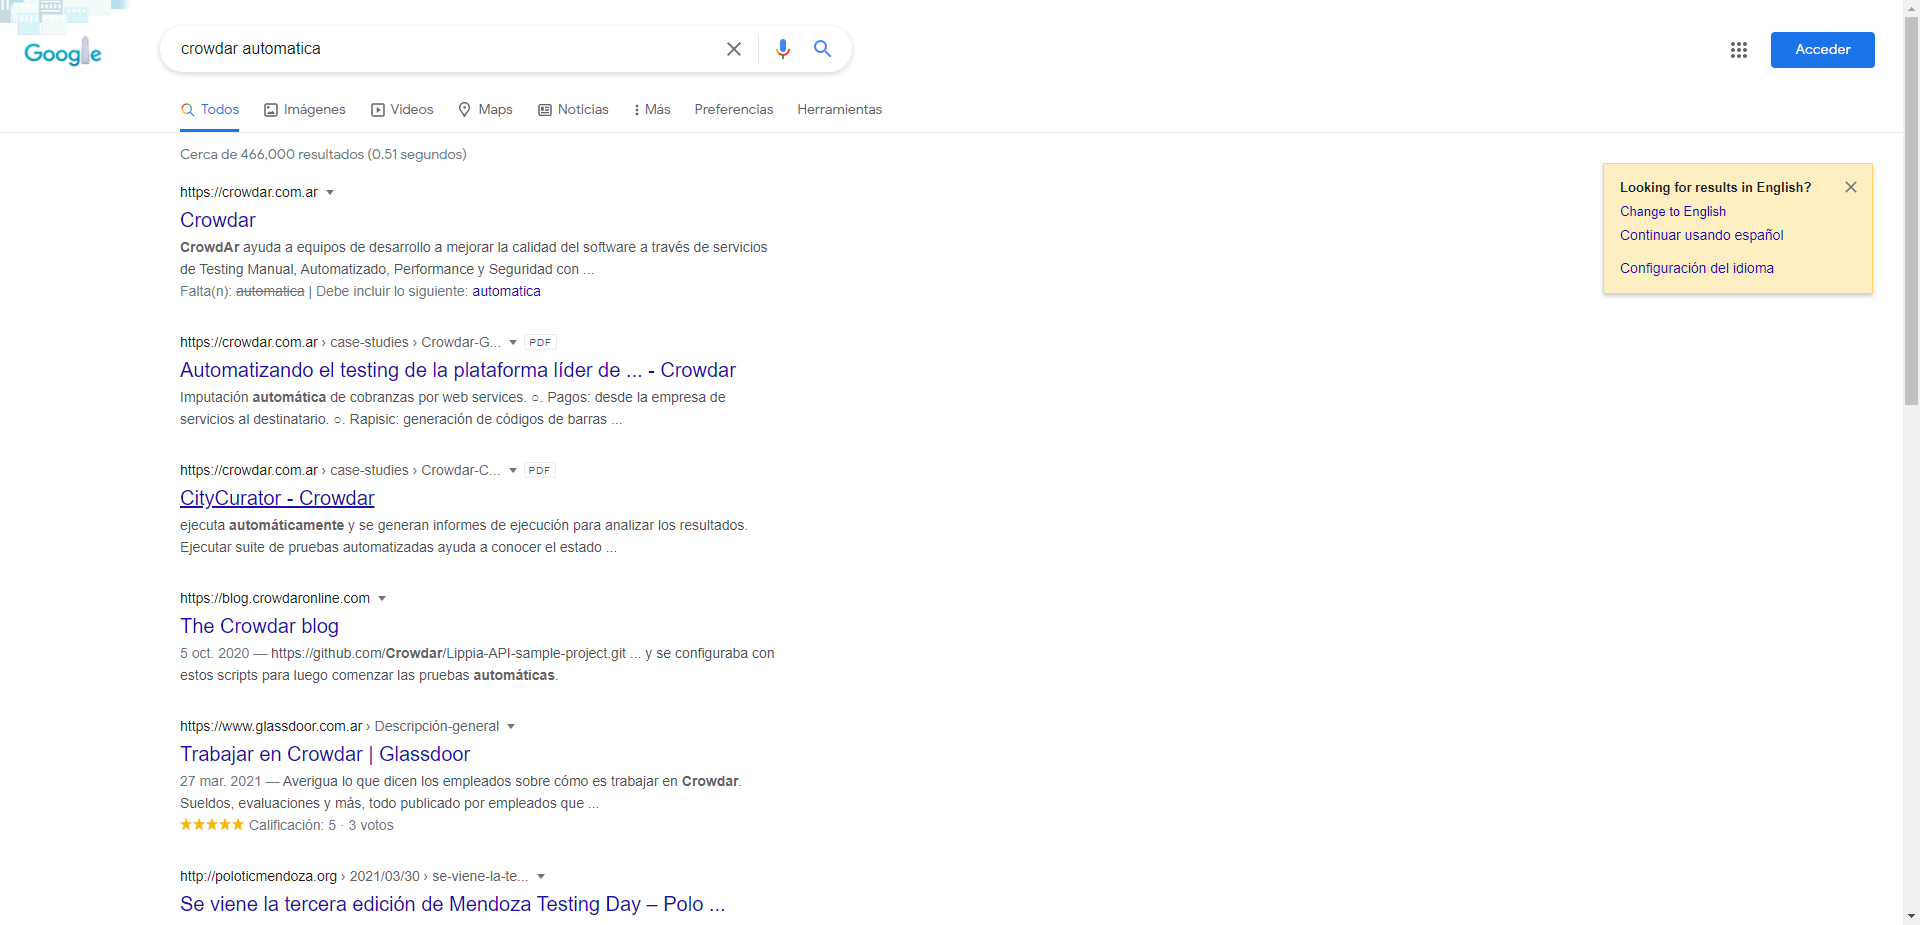 Google
crowdar automatica
Acceder
Todos Imágenes Videos Maps Noticias Más Preferencias Herramientas
Cerca de 466,000 resultados (0.51 segundos)
https://crowdar.com.ar
Crowdar
CrowdAr ayuda a equipos de desarrollo a mejorar la calidad del software a través de servicios
de Testing Manual, Automatizado, Performance y Seguridad con ...
Falta(n): automatica | Debe incluir lo siguiente: automatica
Looking for results in English?
Change to English
Continuar usando español
Configuración del idioma
https://crowdar.com.ar › case-studies › Crowdar-G... PDF
Automatizando el testing de la plataforma líder de ... - Crowdar
Imputación automática de cobranzas por web services. ○. Pagos: desde la empresa de
servicios al destinatario. ○. Rapisic: generación de códigos de barras ...
https://crowdar.com.ar › case-studies › Crowdar-C... PDF
CityCurator - Crowdar
ejecuta automáticamente y se generan informes de ejecución para analizar los resultados.
Ejecutar suite de pruebas automatizadas ayuda a conocer el estado ...
https://blog.crowdaronline.com
The Crowdar blog
5 oct. 2020 — https://github.com/Crowdar/Lippia-API-sample-project.git ... y se configuraba con
estos scripts para luego comenzar las pruebas automáticas.
https://www.glassdoor.com.ar › Descripción-general
Trabajar en Crowdar | Glassdoor
27 mar. 2021 — Averigua lo que dicen los empleados sobre cómo es trabajar en Crowdar.
Sueldos, evaluaciones y más, todo publicado por empleados que ...
★★★★★ Calificación: 5 · 3 votos
http://poloticmendoza.org › 2021/03/30 › se-viene-la-te...
Se viene la tercera edición de Mendoza Testing Day – Polo ...